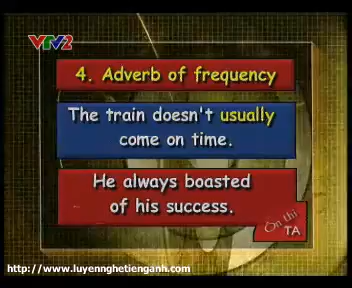 VTV2
4. Adverb of frequency
The train doesn't usually
come on time.
He always boasted
of his success.
Ôn thi
TA
http://www.luyennghetienganh.com